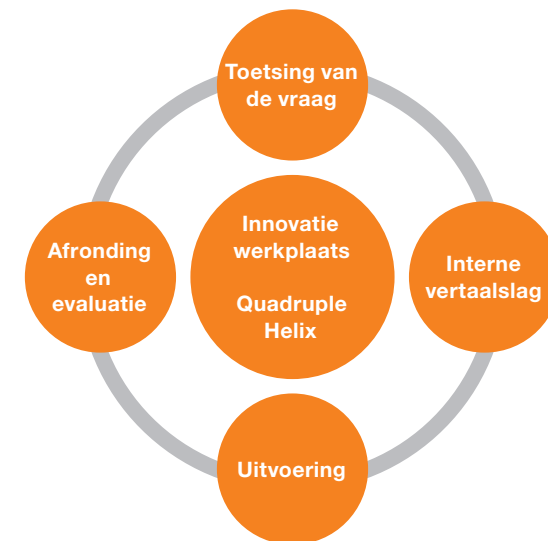 Toetsing van
de vraag
Innovatie
werkplaats
Quadruple
Helix
Interne
vertaalslag
Uitvoering
Afronding
en
evaluatie